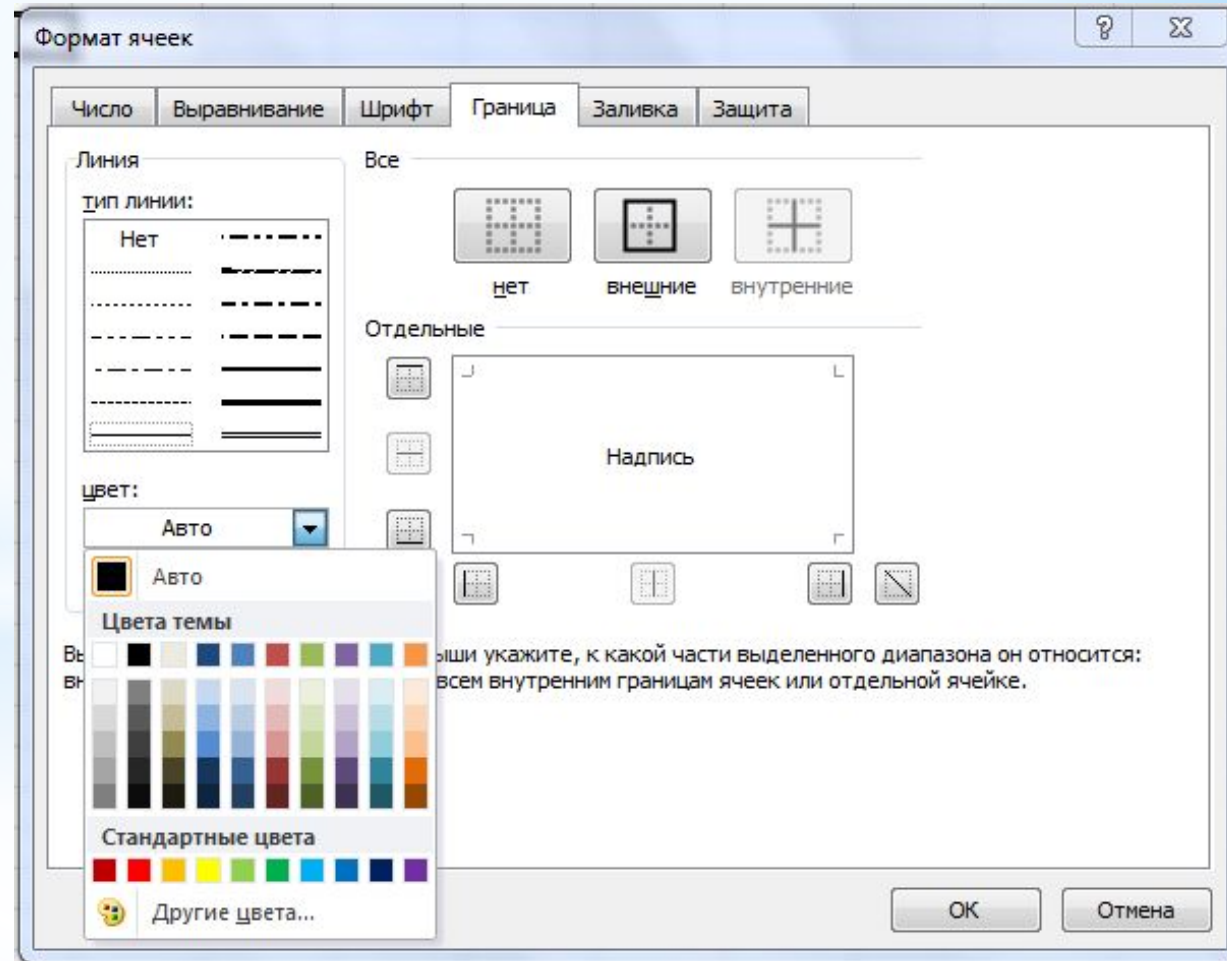 Формат ячеек
Число Выравнивание Шрифт Граница Заливка Защита
Линия
тип линии:
Нет
цвет:
Авто
Все
нет внешние внутренние
Отдельные
Надпись
Авто
Цвета темы
Стандартные цвета
Другие цвета...
укажите, к какой части выделенного диапазона он относится:
всем внутренним границам ячеек или отдельной ячейке.
ОК Отмена